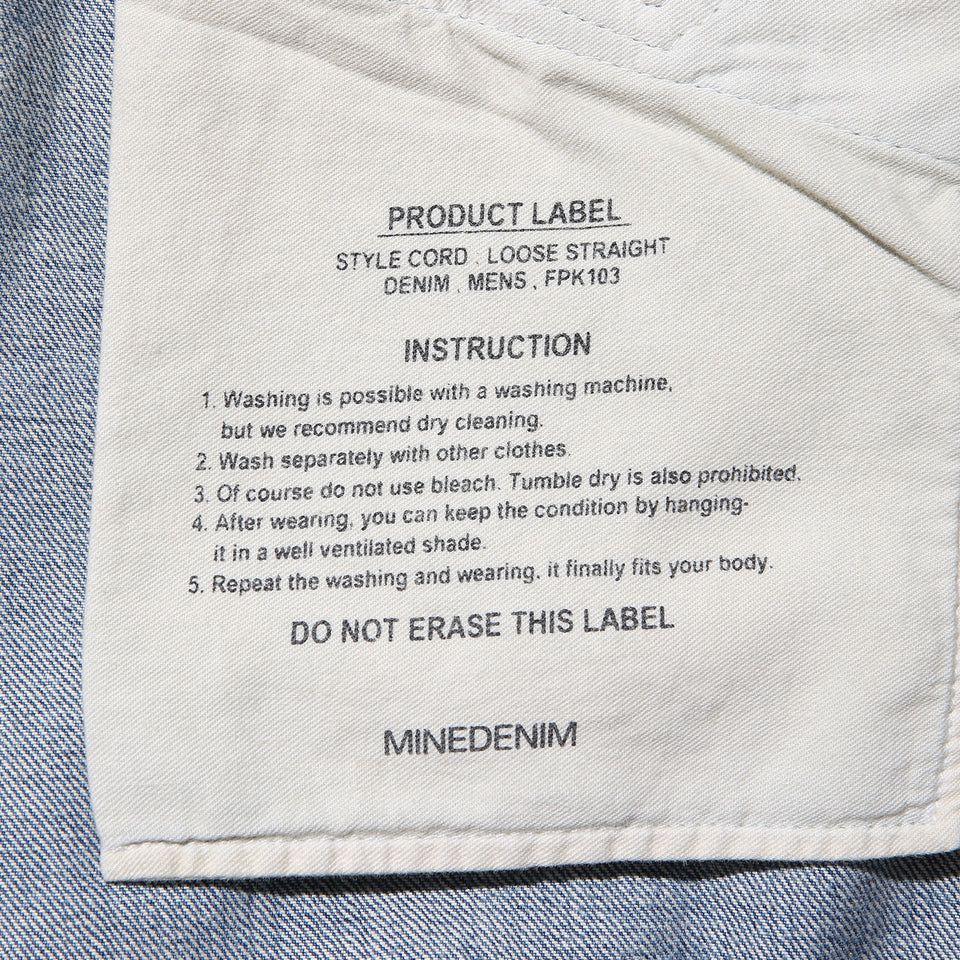 PRODUCT LABEL
STYLE CORD . LOOSE STRAIGHT
DENIM . MENS . FPK103
INSTRUCTION
1. Washing is possible with a washing machine,
but we recommend dry cleaning.
2. Wash separately with other clothes.
3. Of course do not use bleach. Tumble dry is also prohibited.
4. After wearing, you can keep the condition by hanging-
it in a well ventilated shade.
5. Repeat the washing and wearing, it finally fits your body.
DO NOT ERASE THIS LABEL
MINEDENIM